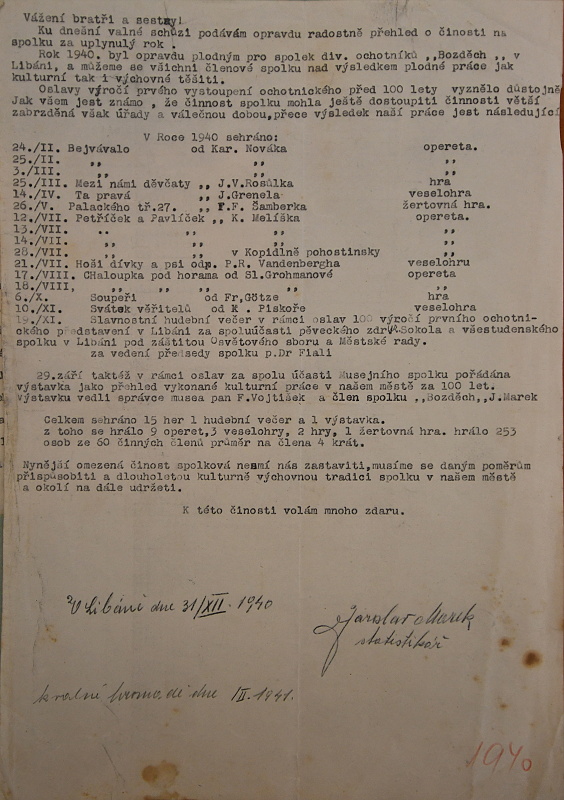 Vážení bratři a sestry!
Ku dnešní valné schůzi podávám opravdu radostně přehled o činosti na
spolku za uplynulý rok .
Rok 1940. byl opravdu plodným pro spolek div. ochotníků ,,Bozděch ,, v
Libáni, a můžeme se všichni členové spolku nad výsledkem plodné práce jak
kulturní tak i výchovné těšiti.
Oslavy výročí prvého vystoupení ochotnického před 100 lety vyznělo důstojně
Jak všem jest známo , že činnost spolku mohla ještě dostoupiti činnosti větší
zabrzděná však úřady a válečnou dobou,přece výsledek naší práce jest následující
V Roce 1940 sehráno:
24./II. Bejvávalo od Kar. Nováka opereta.
25./II. ,, ,, ,,
3./III. ,, ,, ,,
25./III. Mezi námi děvčaty ,, J.V.Rosůlka hra
14./IV. Ta pravá ,, J.Grenela veselohra
26./V. Palackého tř.27. ,, F.F. Šamberka žertovná hra.
12./VII. Petříček a Pavlíček ,, K. Melíška opereta.
13./VII. ,, ,, ,, ,,
14./VII. ,, ,, ,, ,,
28./VII. ,, ,, v Kopidlně pohostinsky ,,
21./VII. Hoši dívky a psi odp. P.R. Vandenbergha veselohru
17./VIII. CHaloupka pod horama od Sl.Grohmanové opereta
18./VIII, ,, ,, ,, ,,
6./X. Soupeři od Fr,Götze hra
10./XI. Svátek věřitelů od K . Piskoře veselohra
19./XI. Slavnostní hudební večer v rámci oslav 100 výročí prvního ochotni-
ckého představení v Libáni za spoluúčasti pěveckého zdr. Sokola a všestudenského
spolku v Libáni pod záštitou Osvětového sboru a Městské rady.
za vedení předsedy spolku p.Dr Fiali
29.září taktéž v rámci oslav za spolu účasti Musejního spolku pořádána
výstavka jako přehled vykonané kulturní práce v našem městě za 100 let.
Výstavku vedli správce musea pan F.Vojtíšek a člen spolku ,,Bozděch,,J.Marek
Celkem sehráno 15 her 1 hudební večer a 1 výstavka.
z toho se hrálo 9 operet,3 veselohry, 2 hry, 1 žertovná hra. hrálo 253
osob ze 60 činných členů průměr na člena 4 krát.
Nynější omezená činost spolková nesmí nás zastaviti,musíme se daným poměrům
přispůsobiti a dlouholetou kulturně výchovnou tradici spolku v našem městě
a okolí na dále udržeti.
K této činosti volám mnoho zdaru.
V Libáni dne 31/XII. 1940
Jaroslav Marek
statistikář
dne III. 1941.
1940